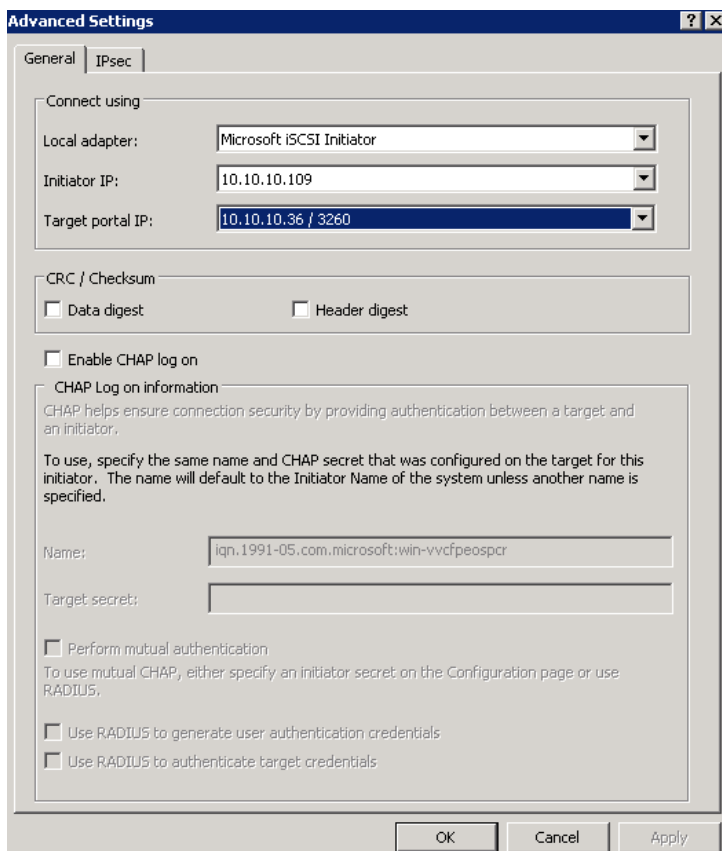 Advanced Settings
General
IPsec
Connect using
Local adapter:
Microsoft iSCSI Initiator
Initiator IP:
10.10.10.109
Target portal IP:
10.10.10.36 / 3260
CRC / Checksum
Data digest
Header digest
Enable CHAP log on
CHAP Log on information
CHAP helps ensure connection security by providing authentication between a target and
an initiator.
To use, specify the same name and CHAP secret that was configured on the target for this
initiator. The name will default to the Initiator Name of the system unless another name is
specified.
Name:
iqn.1991-05.com.microsoft:win-vvcfpeospcr
Target secret:
Perform mutual authentication
To use mutual CHAP, either specify an initiator secret on the Configuration page or use
RADIUS.
Use RADIUS to generate user authentication credentials
Use RADIUS to authenticate target credentials
OK
Cancel
Apply